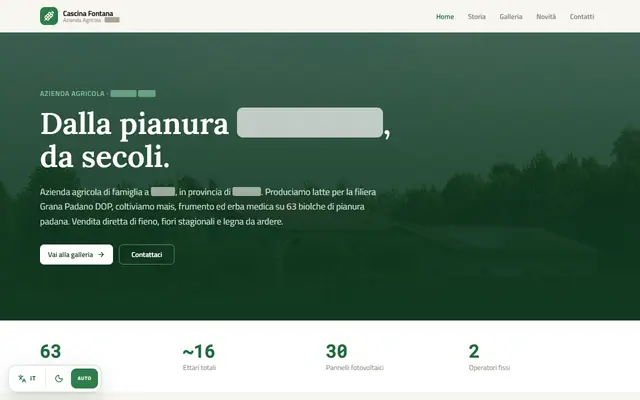 Cascina Fontana
Azienda Agricola
Home
Storia
Galleria
Novità
Contatti
AZIENDA AGRICOLA ·
Dalla pianura ,
da secoli.
Azienda agricola di famiglia a , in provincia di . Produciamo latte per la filiera
Grana Padano DOP, coltiviamo mais, frumento ed erba medica su 63 biolche di pianura
padana. Vendita diretta di fieno, fiori stagionali e legna da ardere.
Vai alla galleria →
Contattaci
63
~16
30
2
Ettari totali
Pannelli fotovoltaici
Operatori fissi
IT
AUTO